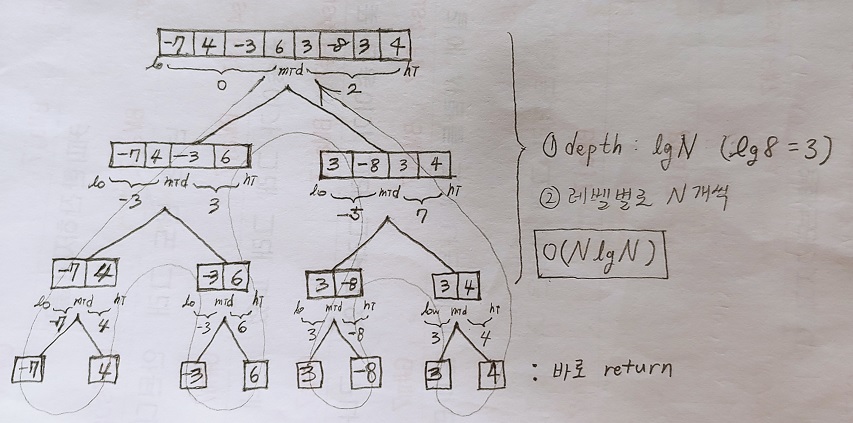 -7 4 -3 6 3 -8 3 4
lo mid hi
0 2
-7 4 -3 6 3 -8 3 4
lo mid hi lo mid hi
-3 3 -5 7
① depth : lgN (lg8 = 3)
② 레벨별로 N개씩
O(NlgN)
-7 4 -3 6 3 -8 3 4
lo mid hi lo mid hi lo mid hi low mid hi
-7 4 -3 6 3 -8 3 4
-7 4 -3 6 3 -8 3 4 : 바로 return